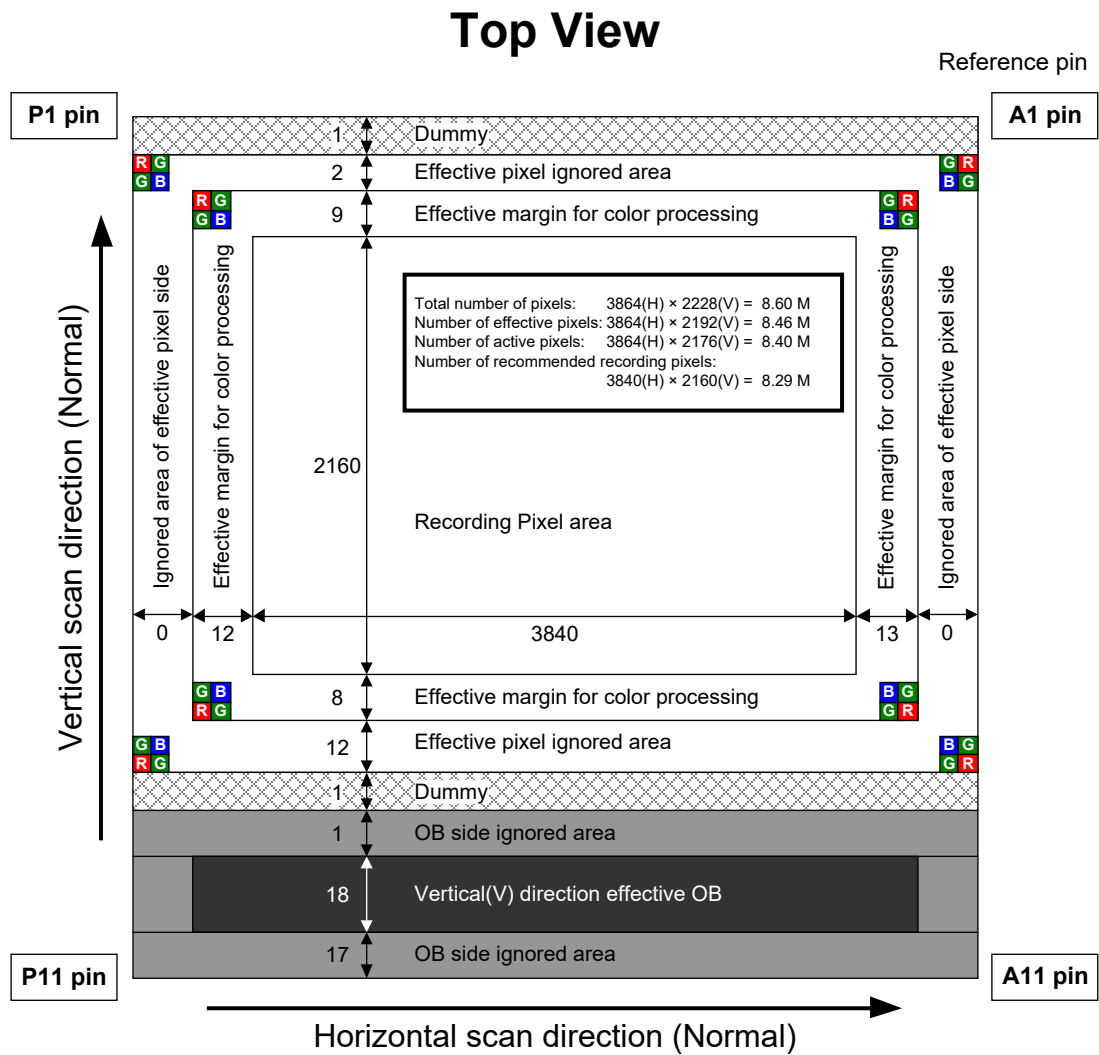 Top View
Reference pin
P1 pin
A1 pin
1 Dummy
R G G R
G B B G
2 Effective pixel ignored area
R G G R
G B B G
9 Effective margin for color processing
Vertical scan direction (Normal)
Ignored area of effective pixel side
Effective margin for color processing
Total number of pixels: 3864(H) × 2228(V) = 8.60 M
Number of effective pixels: 3864(H) × 2192(V) = 8.46 M
Number of active pixels: 3864(H) × 2176(V) = 8.40 M
Number of recommended recording pixels:
3840(H) × 2160(V) = 8.29 M
Effective margin for color processing
Ignored area of effective pixel side
2160
Recording Pixel area
0 12 3840 13 0
G B B G
R G G R
8 Effective margin for color processing
12 Effective pixel ignored area
G B B G
R G G R
1 Dummy
1 OB side ignored area
18 Vertical(V) direction effective OB
17 OB side ignored area
P11 pin
A11 pin
Horizontal scan direction (Normal)